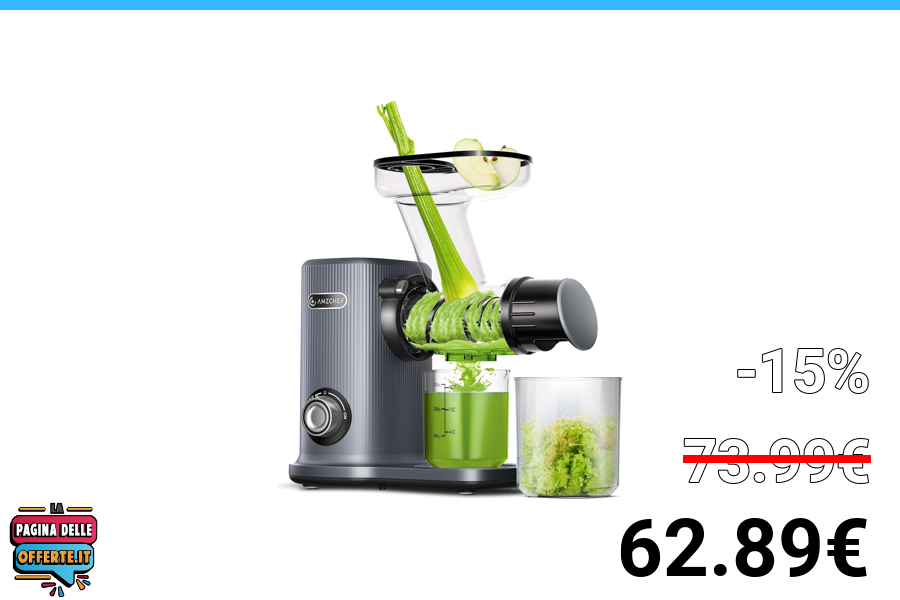 AMZCHEF
-15%
73.99€
62.89€
LA
PAGINA DELLE
OFFERTE.IT